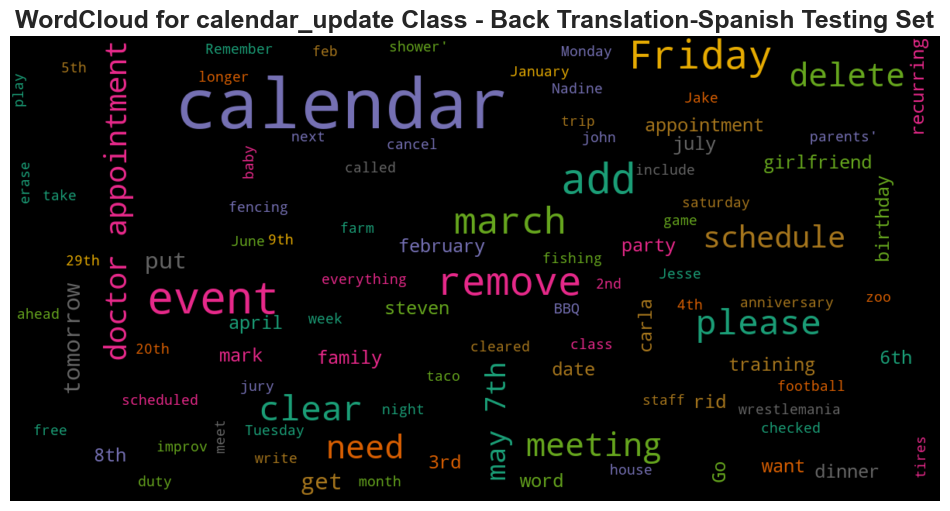 WordCloud for calendar_update Class - Back Translation-Spanish Testing Set
Remember feb shower' Monday Friday recurring
play 5th longer calendar January Nadine delete
doctor appointment Jake
trip appointment
next cancel john july parents'
baby called include girlfriend
erase take add saturday birthday
fencing march game
June 9th farm february party schedule
29th put fishing
everything remove 2nd Jesse
tomorrow event steven BBQ 4th anniversary zoo
ahead april week carla please
20th mark family cleared class 6th
taco may 7th date training
jury football
scheduled clear night staff rid wrestlemania
free meet Tuesday checked
8th improv need meeting tires
write 3rd house Go want dinner
duty get month word